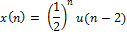 x(n) = (1/2)^n u(n − 2)